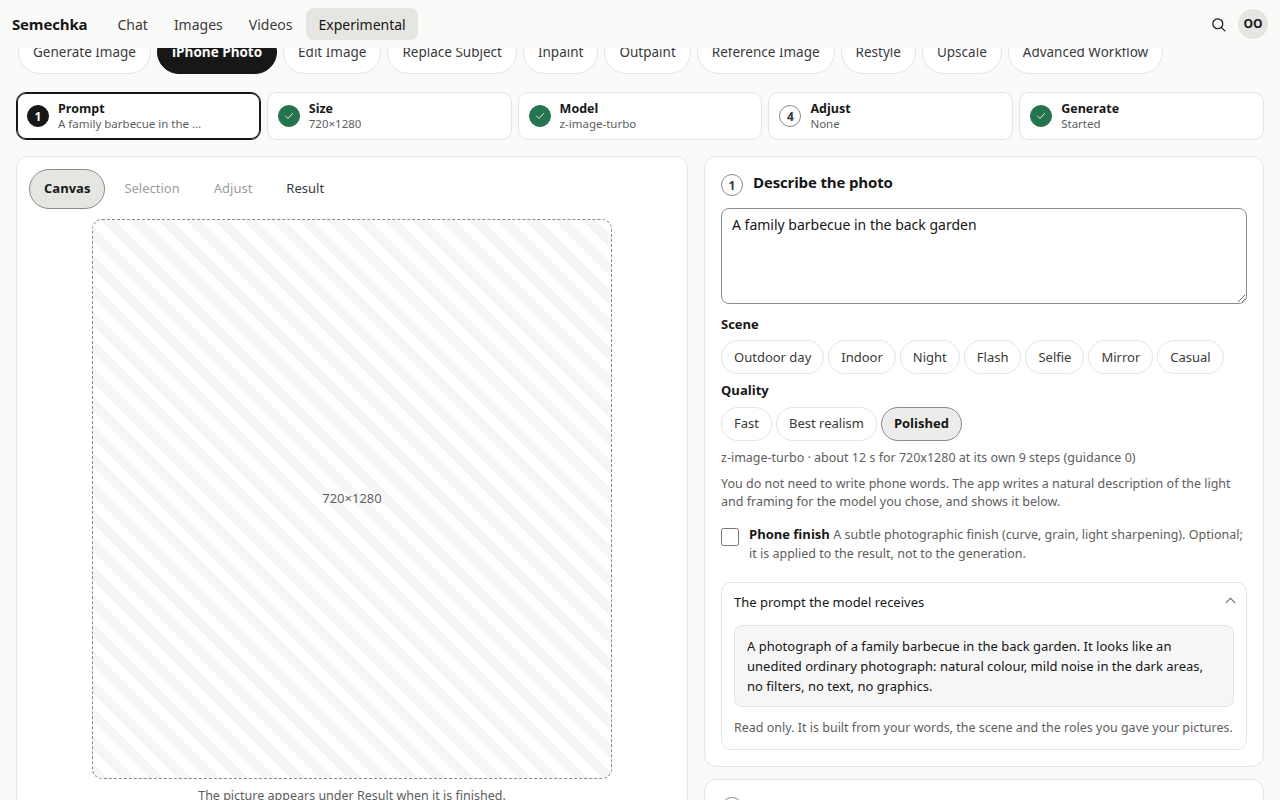 Semechka
Chat
Images
Videos
Experimental
OO
Generate Image
iPhone Photo
Edit Image
Replace Subject
Inpaint
Outpaint
Reference Image
Restyle
Upscale
Advanced Workflow
1
Prompt
A family barbecue in the ...
Size
720×1280
Model
z-image-turbo
4
Adjust
None
Generate
Started
Canvas
Selection
Adjust
Result
720×1280
The picture appears under Result when it is finished.
1
Describe the photo
A family barbecue in the back garden
Scene
Outdoor day
Indoor
Night
Flash
Selfie
Mirror
Casual
Quality
Fast
Best realism
Polished
z-image-turbo · about 12 s for 720x1280 at its own 9 steps (guidance 0)
You do not need to write phone words. The app writes a natural description of the light
and framing for the model you chose, and shows it below.
Phone finish A subtle photographic finish (curve, grain, light sharpening). Optional;
it is applied to the result, not to the generation.
The prompt the model receives
A photograph of a family barbecue in the back garden. It looks like an
unedited ordinary photograph: natural colour, mild noise in the dark areas,
no filters, no text, no graphics.
Read only. It is built from your words, the scene and the roles you gave your pictures.